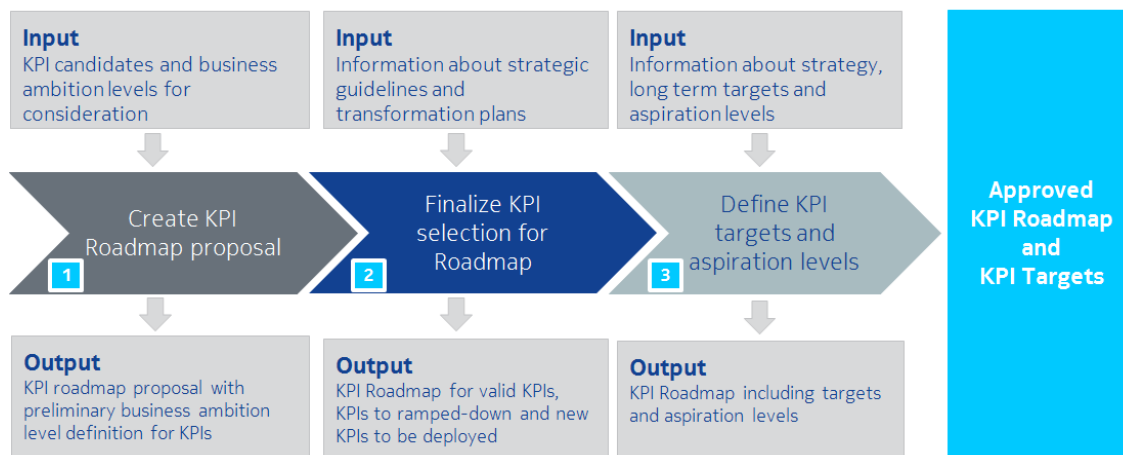 Input
KPI candidates and business
ambition levels for
consideration
Input
Information about strategic
guidelines and
transformation plans
Input
Information about strategy,
long term targets and
aspiration levels
Create KPI
Roadmap proposal
1
Finalize KPI
selection for
Roadmap
2
Define KPI
targets and
aspiration levels
3
Approved
KPI Roadmap
and
KPI Targets
Output
KPI roadmap proposal with
preliminary business ambition
level definition for KPIs
Output
KPI Roadmap for valid KPIs,
KPIs to ramped-down and new
KPIs to be deployed
Output
KPI Roadmap including targets
and aspiration levels